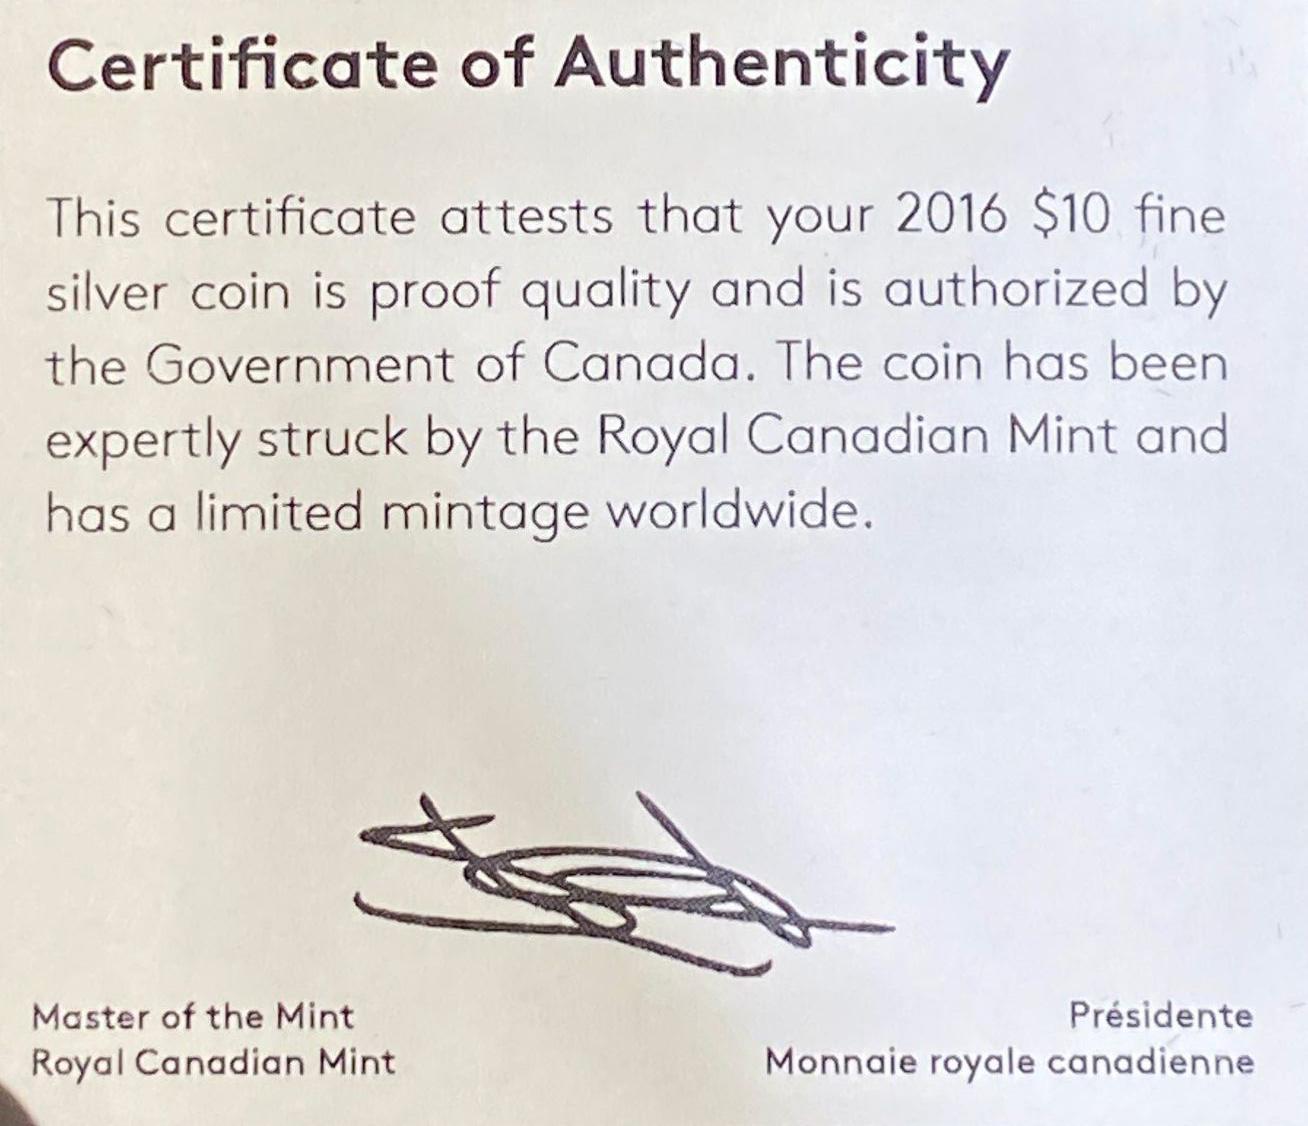 Certificate of Authenticity
This certificate attests that your 2016 $10 fine
silver coin is proof quality and is authorized by
the Government of Canada. The coin has been
expertly struck by the Royal Canadian Mint and
has a limited mintage worldwide.
Master of the Mint
Royal Canadian Mint
Présidente
Monnaie royale canadienne